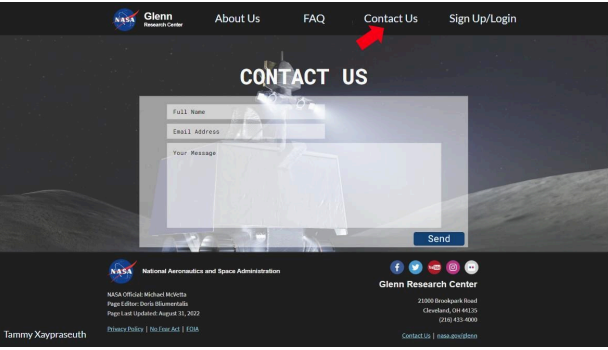 NASA
Glenn
Research Center
About Us
FAQ
Contact Us
Sign Up/Login
CONTACT US
Full Name
Email Address
Your Message
Send
NASA
National Aeronautics and Space Administration
NASA Official: Michael McVetta
Page Editor: Doris Bliumentalis
Page Last Updated: August 31, 2022
Privacy Policy | No Fear Act | FOIA
Glenn Research Center
21000 Brookpark Road
Cleveland, OH 44135
(216) 433-4000
Contact Us | nasa.gov/glenn
Tammy Xaypraseuth